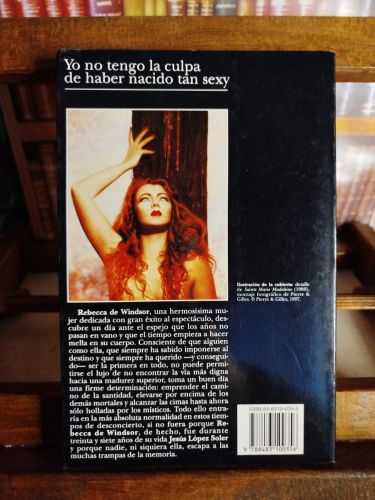 Yo no tengo la culpa
de haber nacido tan sexy
Ilustración de la cubierta: detalle
de Sainte Marie Madeleine (1988),
montaje fotográfico de Pierre &
Gilles. © Pierre & Gilles, 1997.
Rebecca de Windsor, una hermosísima mu-
jer dedicada con gran éxito al espectáculo, des-
cubre un día ante el espejo que los años no
pasan en vano y que el tiempo empieza a hacer
mella en su cuerpo. Consciente de que alguien
como ella, que siempre ha sabido imponerse al
destino y que siempre ha querido —y consegui-
do— ser la primera en todo, no puede permi-
tirse el lujo de no encontrar la vía más digna
hacia una madurez superior, toma un buen día
una firme determinación: emprender el cami-
no de la santidad, elevarse por encima de los
demás mortales y alcanzar las cimas hasta ahora
sólo holladas por los místicos. Todo ello entra-
ría en la más absoluta normalidad en estos tiem-
pos de desconcierto, si no fuera porque Re-
becca de Windsor, de hecho, fue durante
treinta y siete años de su vida Jesús López Soler
y porque nadie, ni siquiera ella, escapa a las
muchas trampas de la memoria.
ISBN 84-8310-035-6
9 788483 100356